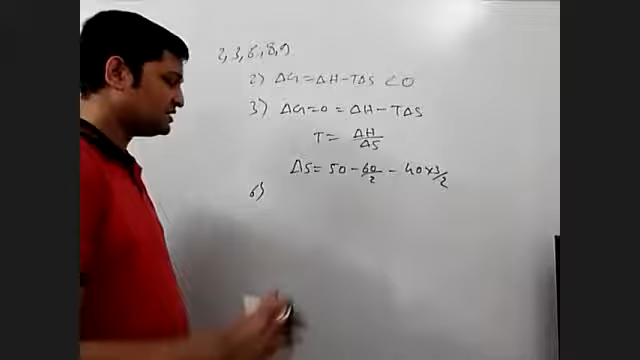 2, 3, 6, 8, 9
2) ΔG = ΔH - TΔS < 0
3) ΔG = 0 = ΔH - TΔS
T = ΔH/ΔS
ΔS = 50 - 60/2 - 40 × 3/2
6)